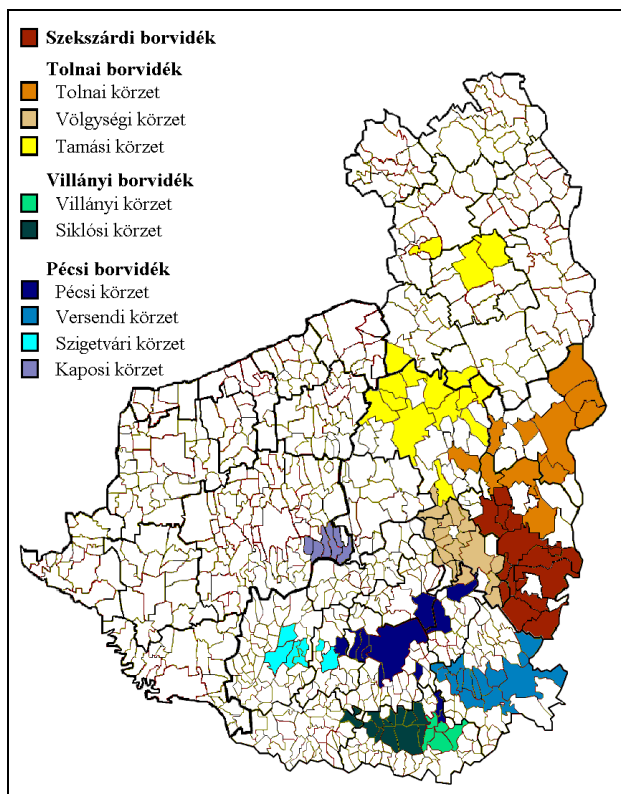 Szekszárdi borvidék
Tolnai borvidék
Tolnai körzet
Völgységi körzet
Tamási körzet
Villányi borvidék
Villányi körzet
Siklósi körzet
Pécsi borvidék
Pécsi körzet
Versendi körzet
Szigetvári körzet
Kaposi körzet